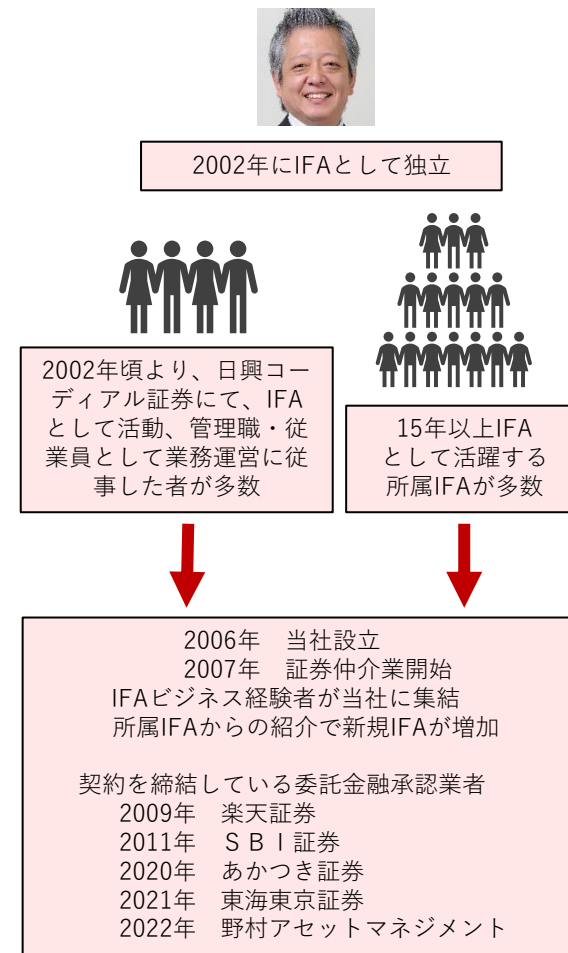 2002年にIFAとして独立
2002年頃より、日興コー
ディアル証券にて、IFA
として活動、管理職・従
業員として業務運営に従
事した者が多数
15年以上IFA
として活躍する
所属IFAが多数
2006年　当社設立
2007年　証券仲介業開始
IFAビジネス経験者が当社に集結
所属IFAからの紹介で新規IFAが増加
契約を締結している委託金融承認業者
2009年　楽天証券
2011年　ＳＢＩ証券
2020年　あかつき証券
2021年　東海東京証券
2022年　野村アセットマネジメント